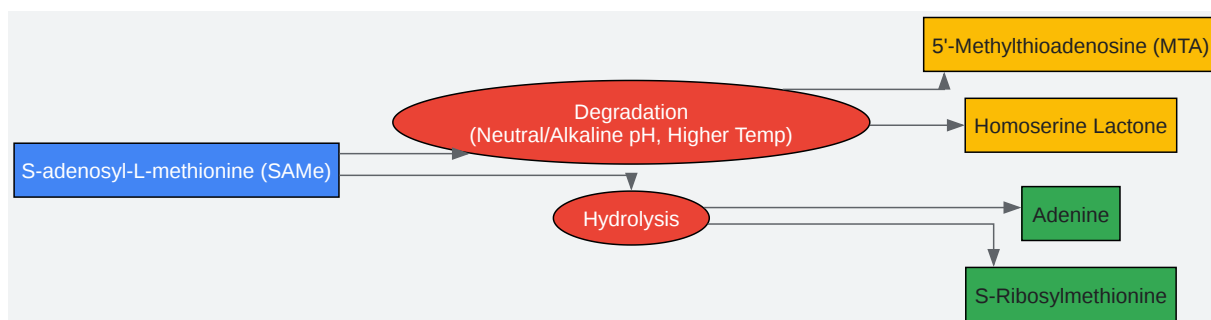 5'-Methylthioadenosine (MTA)
Degradation
(Neutral/Alkaline pH, Higher Temp)
Homoserine Lactone
S-adenosyl-L-methionine (SAMe)
Hydrolysis
Adenine
S-Ribosylmethionine